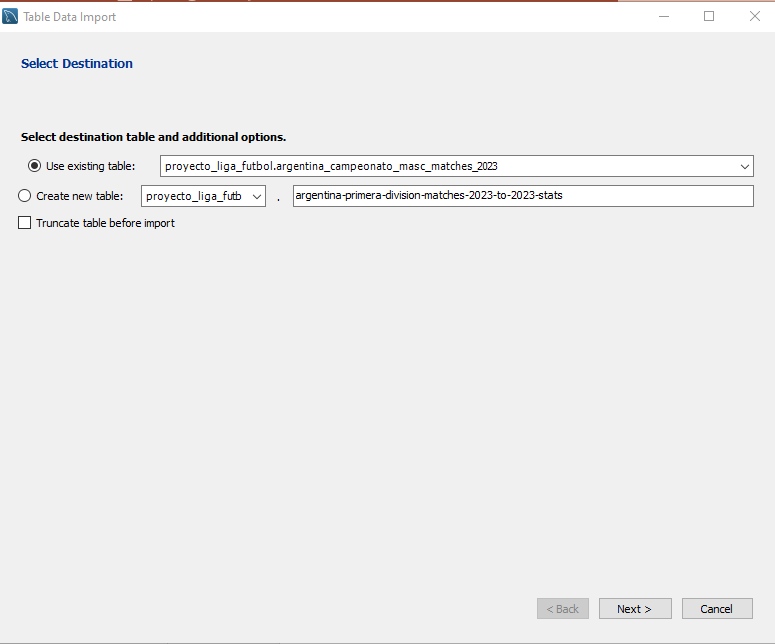 Table Data Import
Select Destination
Select destination table and additional options.
Use existing table: proyecto_liga_futbol.argentina_campeonato_masc_matches_2023
Create new table: proyecto_liga_futb . argentina-primera-division-matches-2023-to-2023-stats
Truncate table before import
< Back Next > Cancel